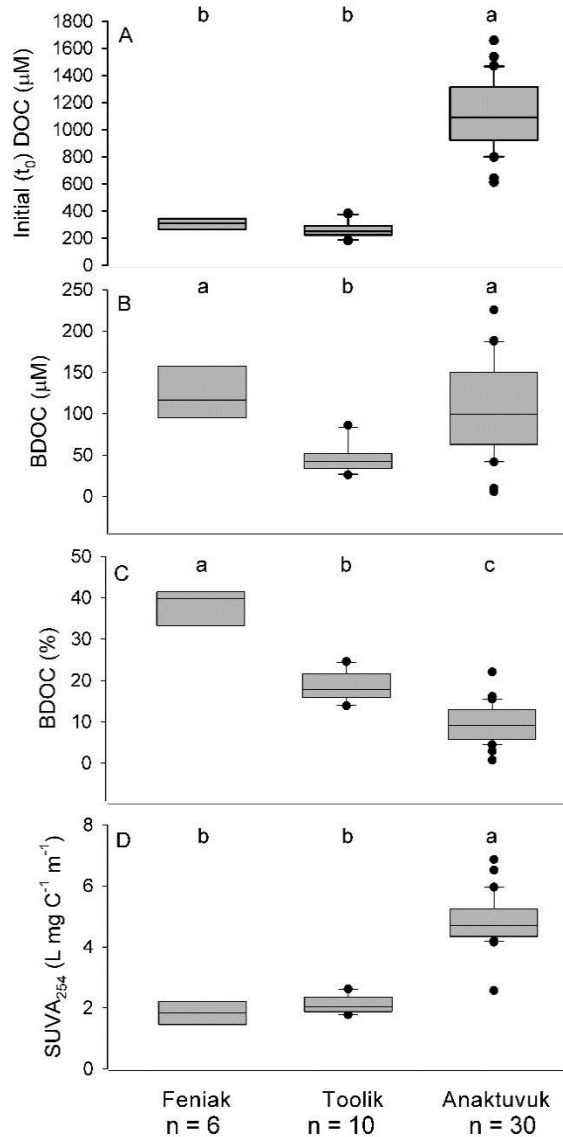 A b b a
1800
1600
1400
1200
1000
800
600
400
200
0
Initial (t₀) DOC (µM)
B a b a
250
200
150
100
50
0
BDOC (µM)
C a b c
50
40
30
20
10
0
BDOC (%)
D b b a
8
6
4
2
0
SUVA₂₅₄ (L mg C⁻¹ m⁻¹)
Feniak Toolik Anaktuvuk
n = 6 n = 10 n = 30